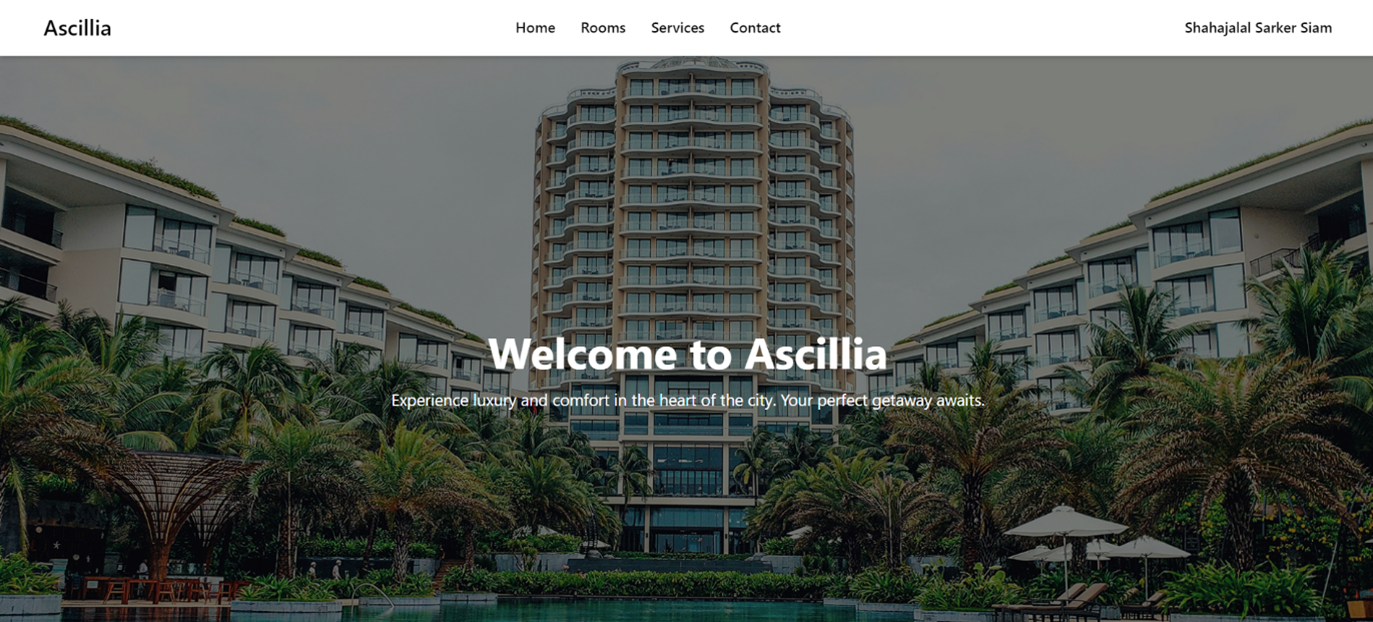 Ascillia
Home Rooms Services Contact
Shahajalal Sarker Siam
Welcome to Ascillia
Experience luxury and comfort in the heart of the city. Your perfect getaway awaits.